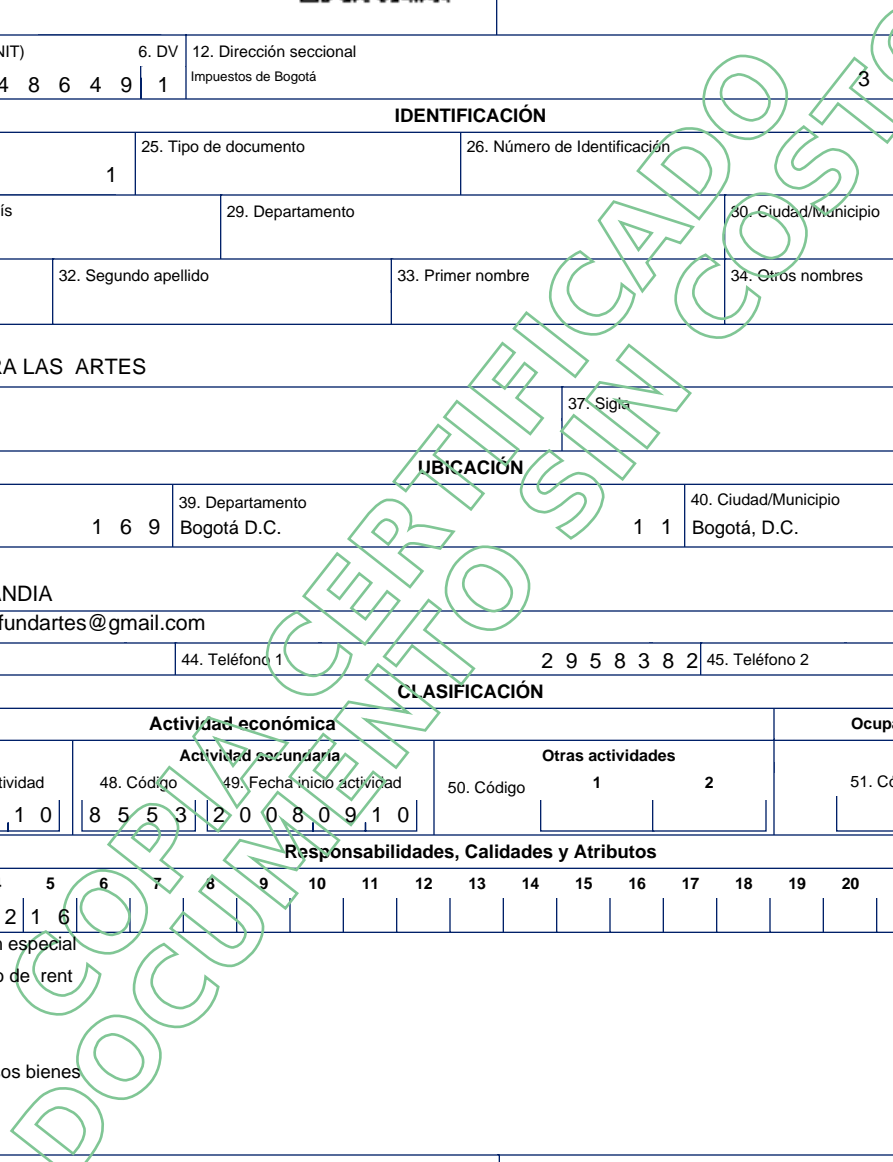 NIT) 6. DV 12. Dirección seccional
4 8 6 4 9 1 Impuestos de Bogotá 3
IDENTIFICACIÓN
25. Tipo de documento 26. Número de Identificación
1
ís 29. Departamento 30. Ciudad/Municipio
32. Segundo apellido 33. Primer nombre 34. Otros nombres
RA LAS ARTES
37. Sigla
UBICACIÓN
39. Departamento 40. Ciudad/Municipio
1 6 9 Bogotá D.C. 1 1 Bogotá, D.C.
ANDIA
fundartes@gmail.com
44. Teléfono 1 2 9 5 8 3 8 2 45. Teléfono 2
CLASIFICACIÓN
Actividad económica Ocupa
Actividad secundaria Otras actividades
tividad 48. Código 49. Fecha inicio actividad 50. Código 1 2 51. Có
1 0 8 5 5 3 2 0 0 8 0 9 1 0
Responsabilidades, Calidades y Atributos
5 6 7 8 9 10 11 12 13 14 15 16 17 18 19 20
2 1 6
n especial
o de rent
os bienes
COPIA CERTIFICADO
DOCUMENTO SIN COSTO